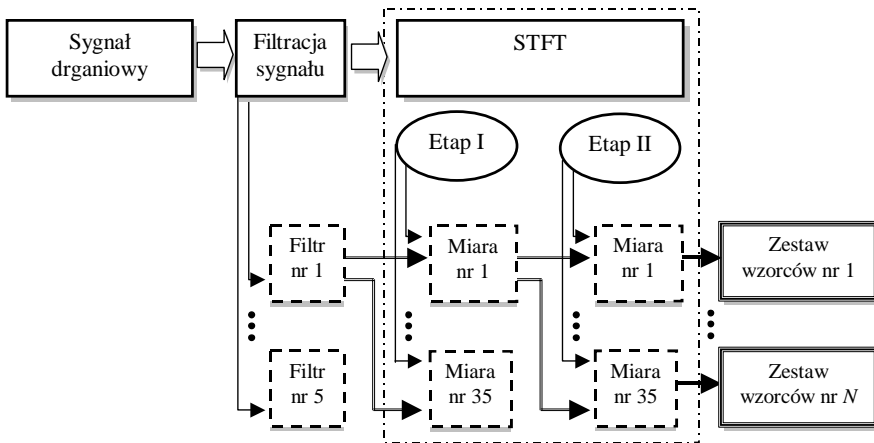 Sygnał
drganiowy
Filtracja
sygnału
STFT
Etap I
Etap II
Filtr
nr 1
Miara
nr 1
Miara
nr 1
Zestaw
wzorców nr 1
Filtr
nr 5
Miara
nr 35
Miara
nr 35
Zestaw
wzorców nr N